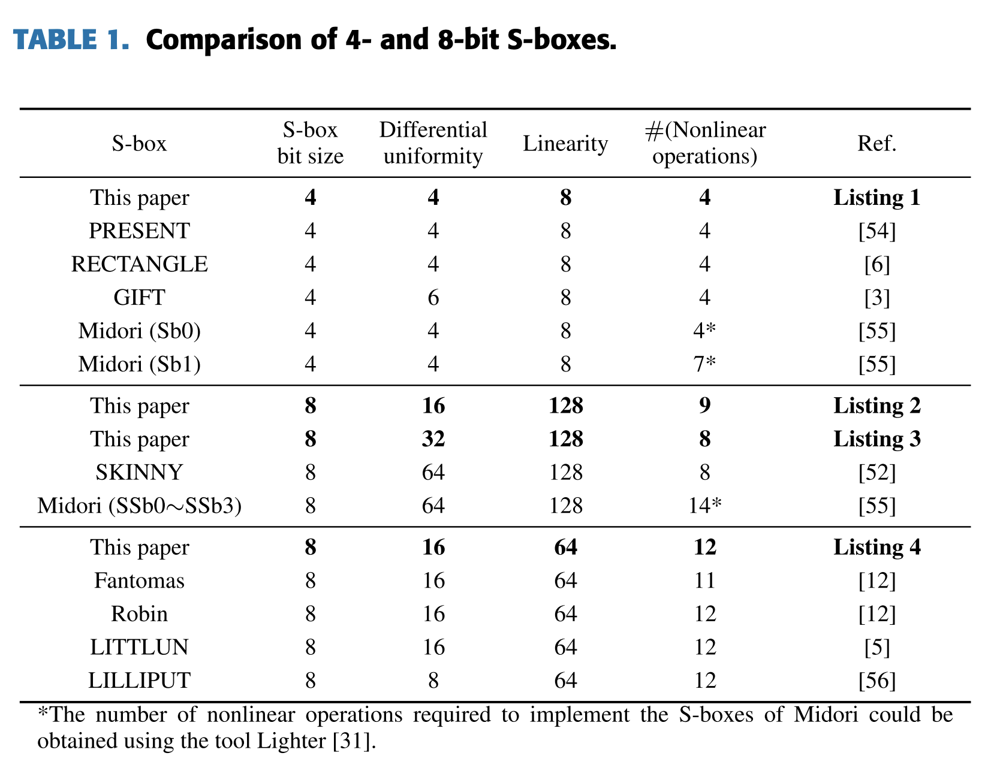 TABLE 1. Comparison of 4- and 8-bit S-boxes.
S-box S-box bit size Differential uniformity Linearity #(Nonlinear operations) Ref.
This paper 4 4 8 4 Listing 1
PRESENT 4 4 8 4 [54]
RECTANGLE 4 4 8 4 [6]
GIFT 4 6 8 4 [3]
Midori (Sb0) 4 4 8 4* [55]
Midori (Sb1) 4 4 8 7* [55]
This paper 8 16 128 9 Listing 2
This paper 8 32 128 8 Listing 3
SKINNY 8 64 128 8 [52]
Midori (SSb0∼SSb3) 8 64 128 14* [55]
This paper 8 16 64 12 Listing 4
Fantomas 8 16 64 11 [12]
Robin 8 16 64 12 [12]
LITTLUN 8 16 64 12 [5]
LILLIPUT 8 8 64 12 [56]
*The number of nonlinear operations required to implement the S-boxes of Midori could be
obtained using the tool Lighter [31].